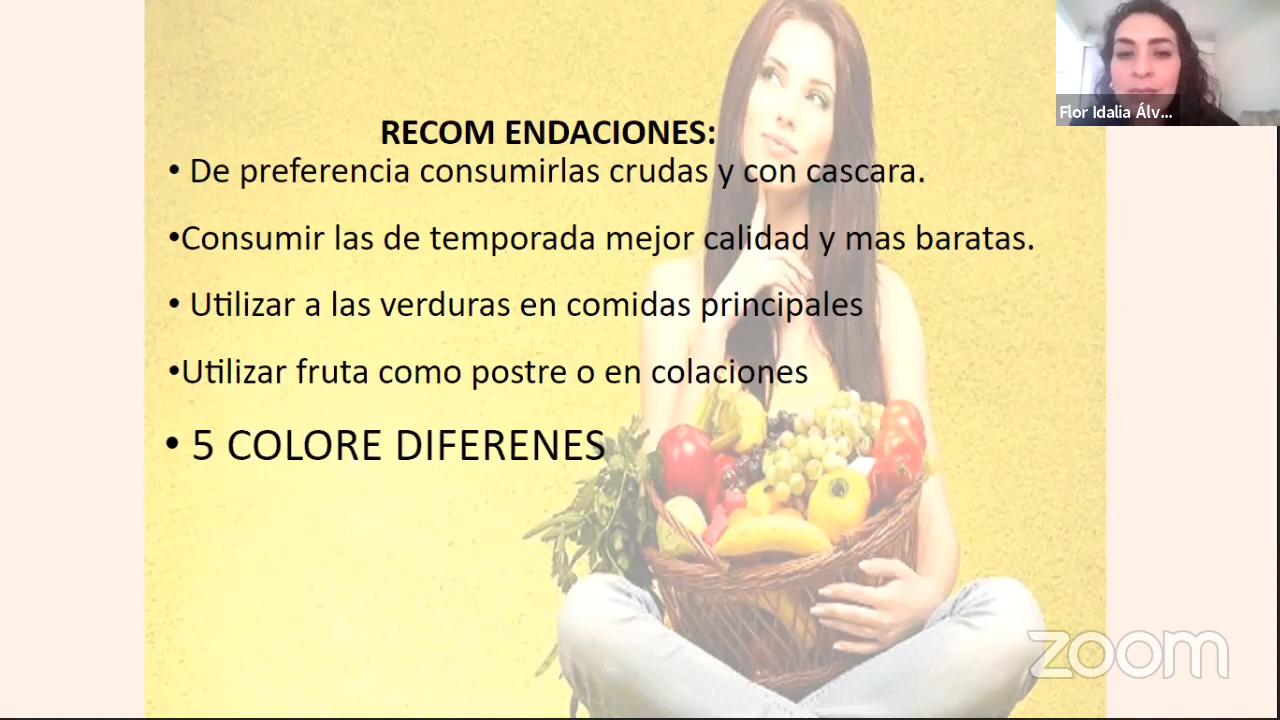 Flor Idalia Álv...
RECOM ENDACIONES:
• De preferencia consumirlas crudas y con cascara.
•Consumir las de temporada mejor calidad y mas baratas.
• Utilizar a las verduras en comidas principales
•Utilizar fruta como postre o en colaciones
• 5 COLORE DIFERENES
zoom